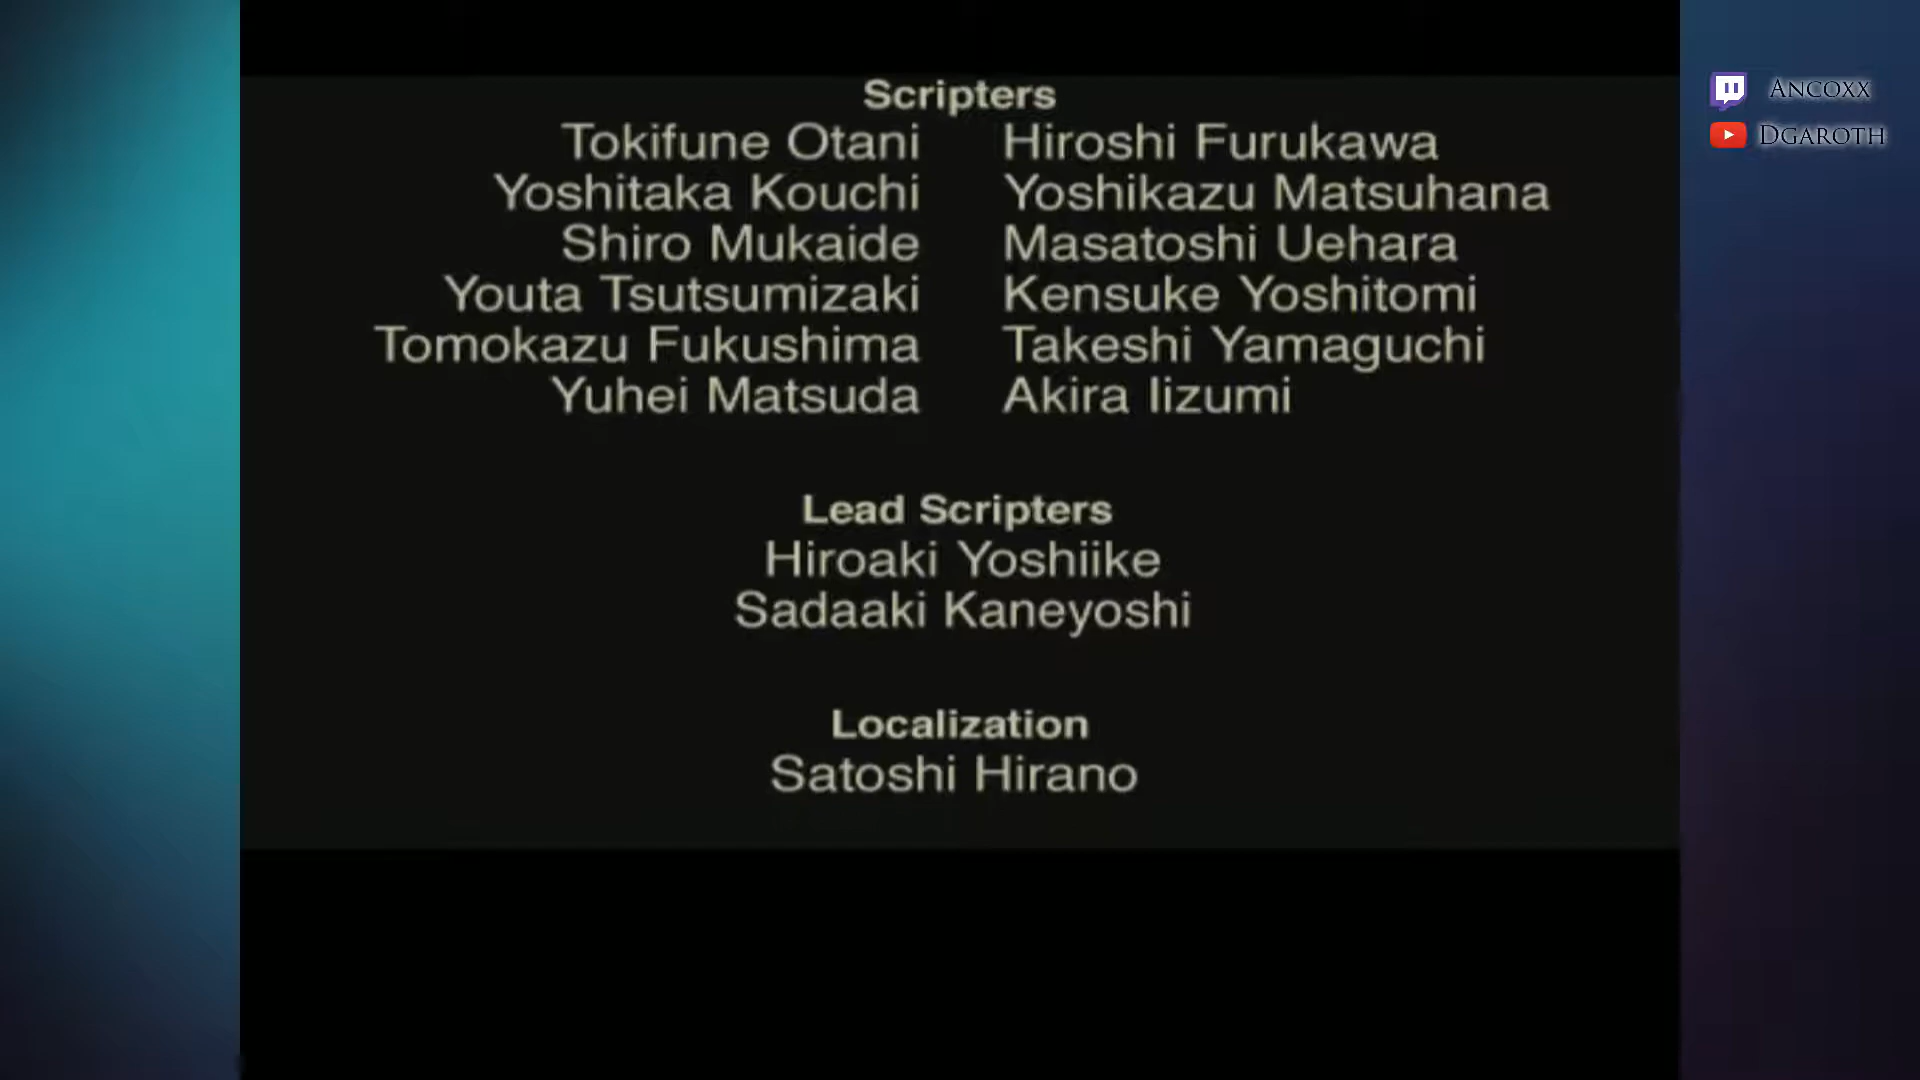 Scripters
Tokifune Otani Hiroshi Furukawa
Yoshitaka Kouchi Yoshikazu Matsuhana
Shiro Mukaide Masatoshi Uehara
Youta Tsutsumizaki Kensuke Yoshitomi
Tomokazu Fukushima Takeshi Yamaguchi
Yuhei Matsuda Akira Iizumi
Lead Scripters
Hiroaki Yoshiike
Sadaaki Kaneyoshi
Localization
Satoshi Hirano
Ancoxx
Dgaroth